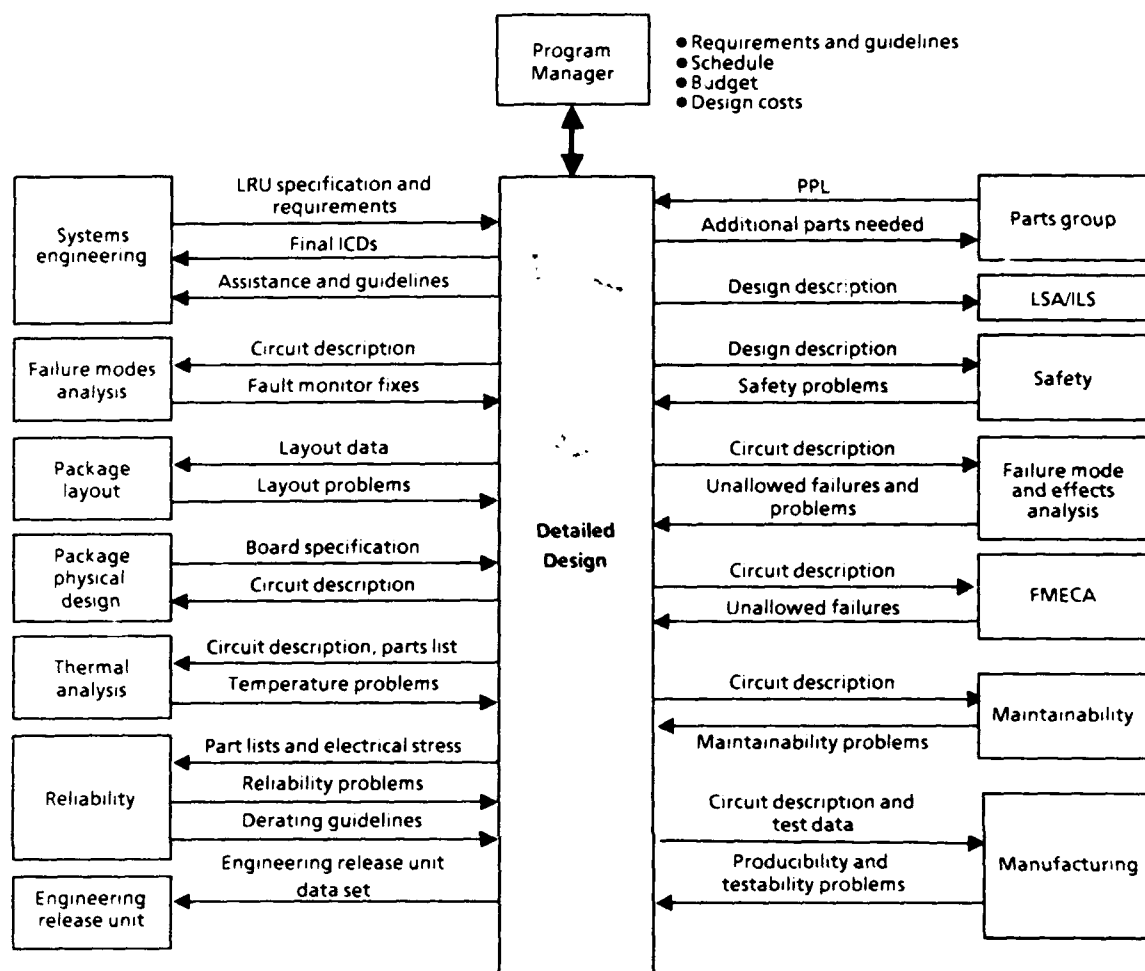 Program
Manager
● Requirements and guidelines
● Schedule
● Budget
● Design costs
Systems
engineering
LRU specification and
requirements
Final ICDs
Assistance and guidelines
Failure modes
analysis
Circuit description
Fault monitor fixes
Package
layout
Layout data
Layout problems
Package
physical
design
Board specification
Circuit description
Thermal
analysis
Circuit description, parts list
Temperature problems
Reliability
Part lists and electrical stress
Reliability problems
Derating guidelines
Engineering
release unit
Engineering release unit
data set
Detailed
Design
PPL
Additional parts needed
Parts group
Design description
LSA/ILS
Design description
Safety problems
Safety
Circuit description
Unallowed failures and
problems
Failure mode
and effects
analysis
Circuit description
Unallowed failures
FMECA
Circuit description
Maintainability problems
Maintainability
Circuit description and
test data
Producibility and
testability problems
Manufacturing